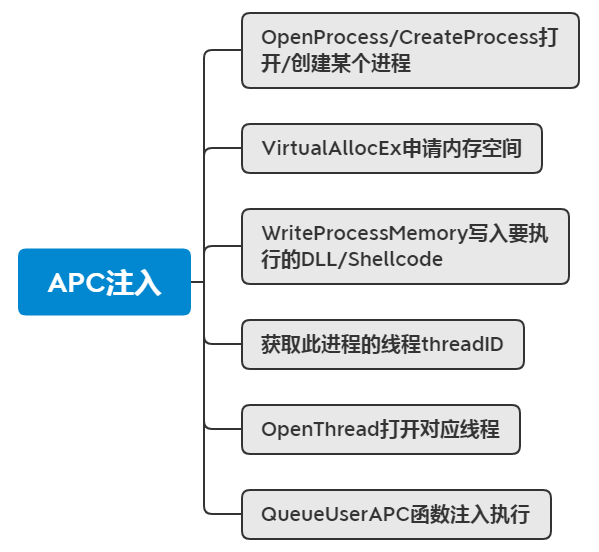 APC注入
OpenProcess/CreateProcess打
开/创建某个进程
VirtualAllocEx申请内存空间
WriteProcessMemory写入要执
行的DLL/Shellcode
获取此进程的线程threadID
OpenThread打开对应线程
QueueUserAPC函数注入执行